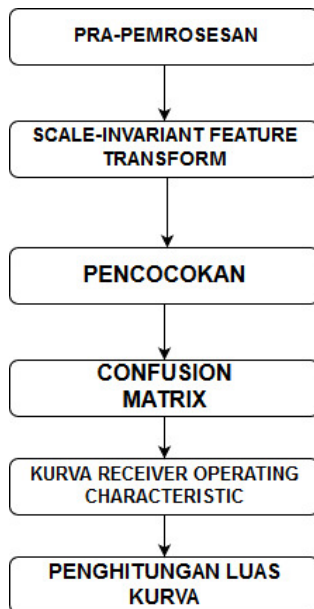 PRA-PEMROSESAN
SCALE-INVARIANT FEATURE
TRANSFORM
PENCOCOKAN
CONFUSION
MATRIX
KURVA RECEIVER OPERATING
CHARACTERISTIC
PENGHITUNGAN LUAS
KURVA